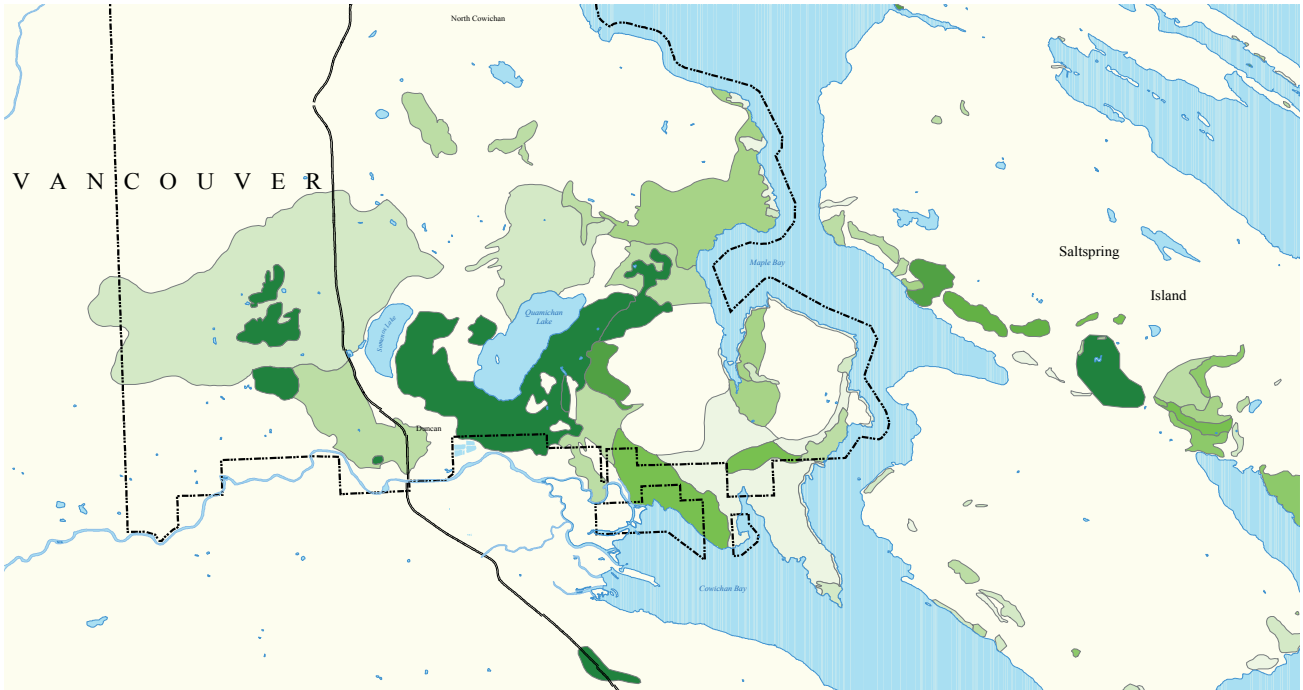 North Cowichan
VANCOUVER
Saltspring
Island
Maple Bay
Quamichan
Lake
Somenos Lake
Duncan
Cowichan Bay